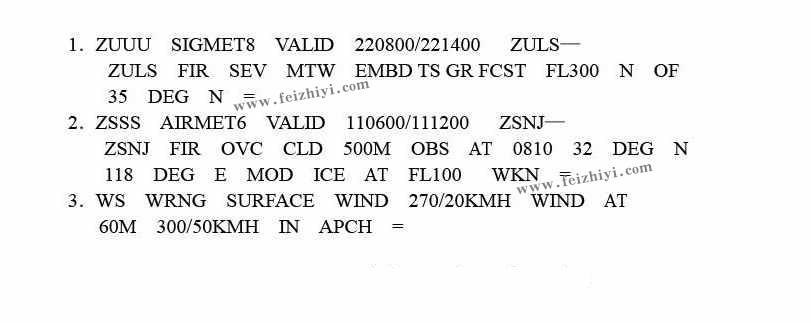 1. ZUUU SIGMET8 VALID 220800/221400 ZULS—
ZULS FIR SEV MTW EMBD TS GR FCST FL300 N OF
35 DEG N =
www.feizhiyi.com
2. ZSSS AIRMET6 VALID 110600/111200 ZSNJ—
ZSNJ FIR OVC CLD 500M OBS AT 0810 32 DEG N
118 DEG E MOD ICE AT FL100 WKN =
www.feizhiyi.com
3. WS WRNG SURFACE WIND 270/20KMH WIND AT
60M 300/50KMH IN APCH =